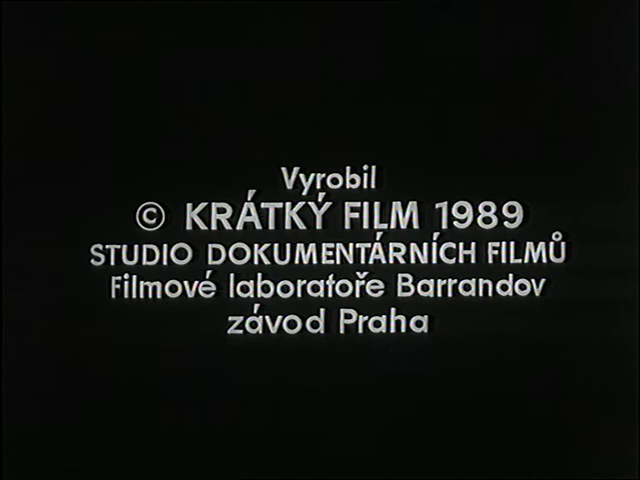 Vyrobil
© KRÁTKÝ FILM 1989
STUDIO DOKUMENTÁRNÍCH FILMŮ
Filmové laboratoře Barrandov
závod Praha